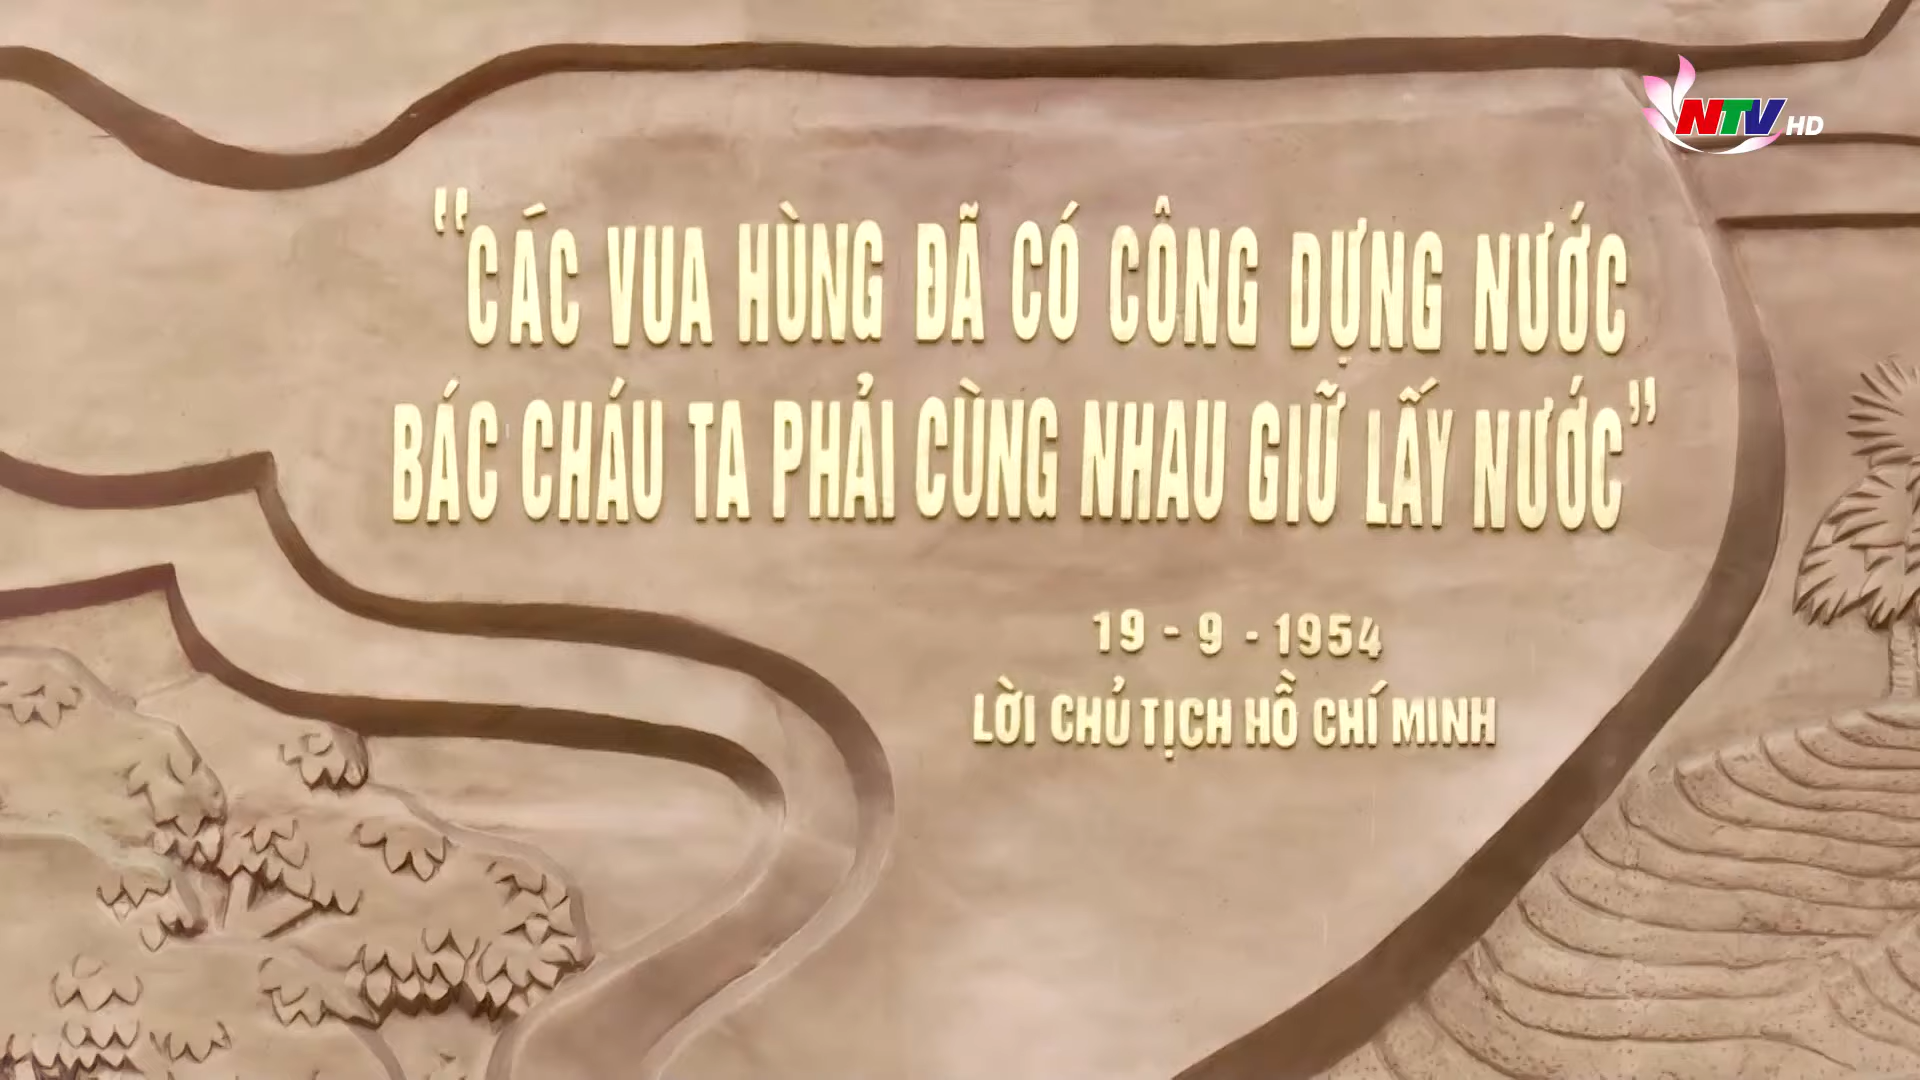 NTV HD
"CÁC VUA HÙNG ĐÃ CÓ CÔNG DỰNG NƯỚC
BÁC CHÁU TA PHẢI CÙNG NHAU GIỮ LẤY NƯỚC"
19 - 9 - 1954
LỜI CHỦ TỊCH HỒ CHÍ MINH